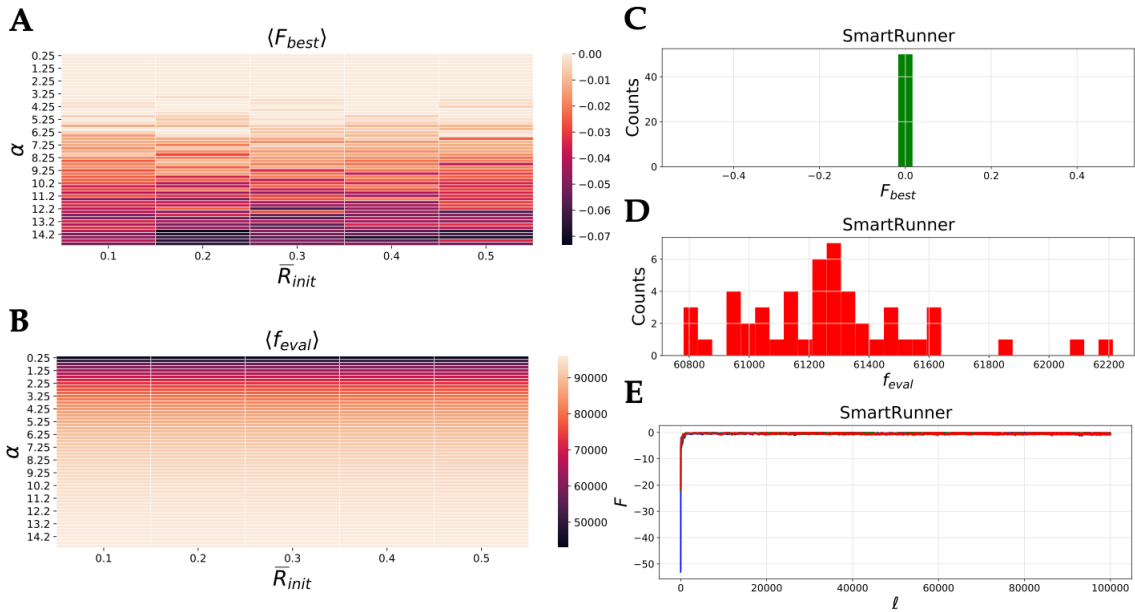 A
⟨F_best⟩
0.25
1.25
2.25
3.25
4.25
5.25
6.25
7.25
8.25
9.25
10.2
11.2
12.2
13.2
14.2
α
0.1 0.2 0.3 0.4 0.5
R̅_init
0.00
−0.01
−0.02
−0.03
−0.04
−0.05
−0.06
−0.07
B
⟨f_eval⟩
0.25
1.25
2.25
3.25
4.25
5.25
6.25
7.25
8.25
9.25
10.2
11.2
12.2
13.2
14.2
α
0.1 0.2 0.3 0.4 0.5
R̅_init
90000
80000
70000
60000
50000
C
SmartRunner
Counts
40
20
0
−0.4 −0.2 0.0 0.2 0.4
F_best
D
SmartRunner
Counts
6
4
2
0
60800 61000 61200 61400 61600 61800 62000 62200
f_eval
E
SmartRunner
F
0
−10
−20
−30
−40
−50
0 20000 40000 60000 80000 100000
ℓ